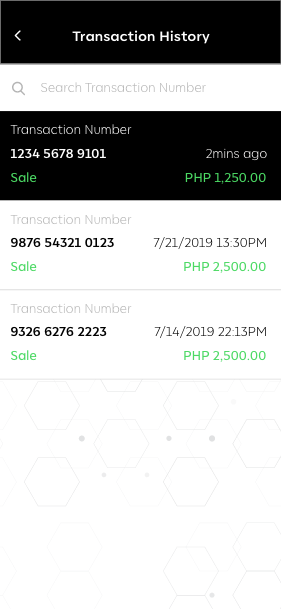 Transaction History
Search Transaction Number
Transaction Number
1234 5678 9101 2mins ago
Sale PHP 1,250.00
Transaction Number
9876 54321 0123 7/21/2019 13:30PM
Sale PHP 2,500.00
Transaction Number
9326 6276 2223 7/14/2019 22:13PM
Sale PHP 2,500.00